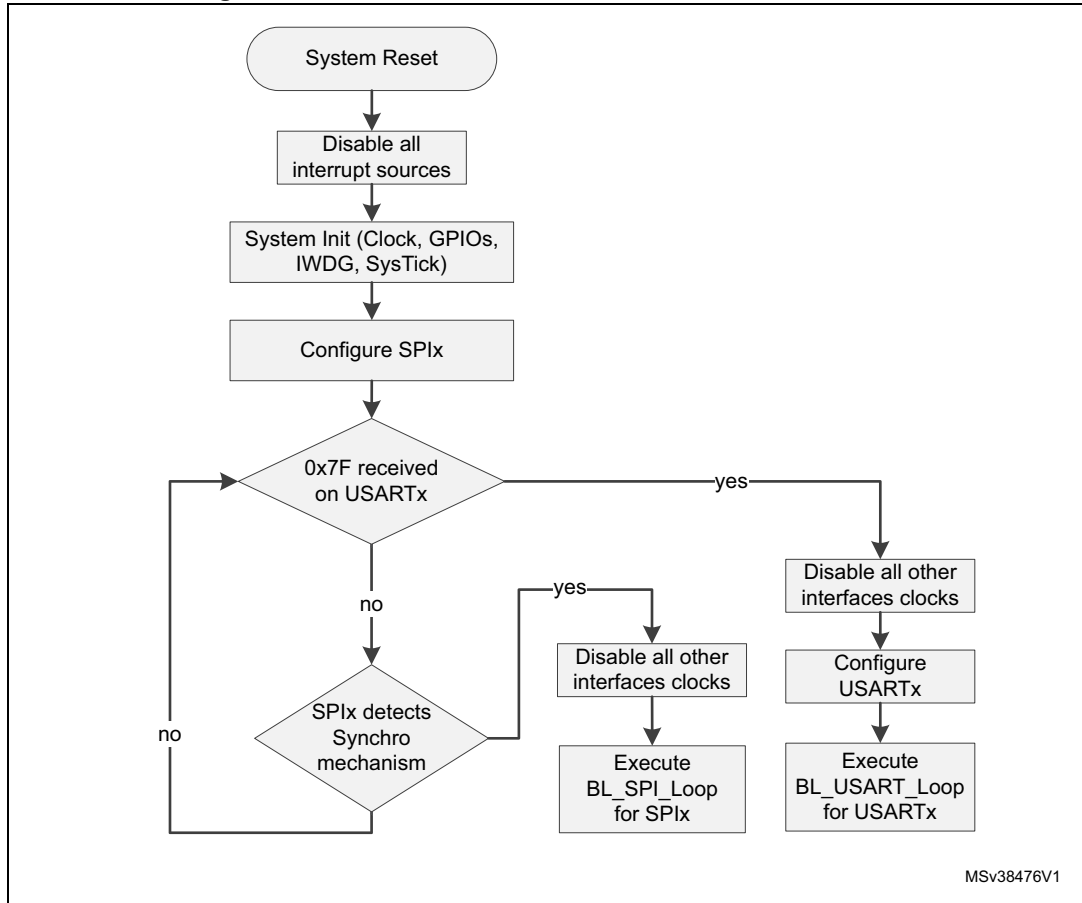 System Reset
Disable all
interrupt sources
System Init (Clock, GPIOs,
IWDG, SysTick)
Configure SPIx
0x7F received
on USARTx
yes
no
Disable all other
interfaces clocks
Configure
USARTx
Execute
BL_USART_Loop
for USARTx
yes
Disable all other
interfaces clocks
Execute
BL_SPI_Loop
for SPIx
SPIx detects
Synchro
mechanism
no
MSv38476V1